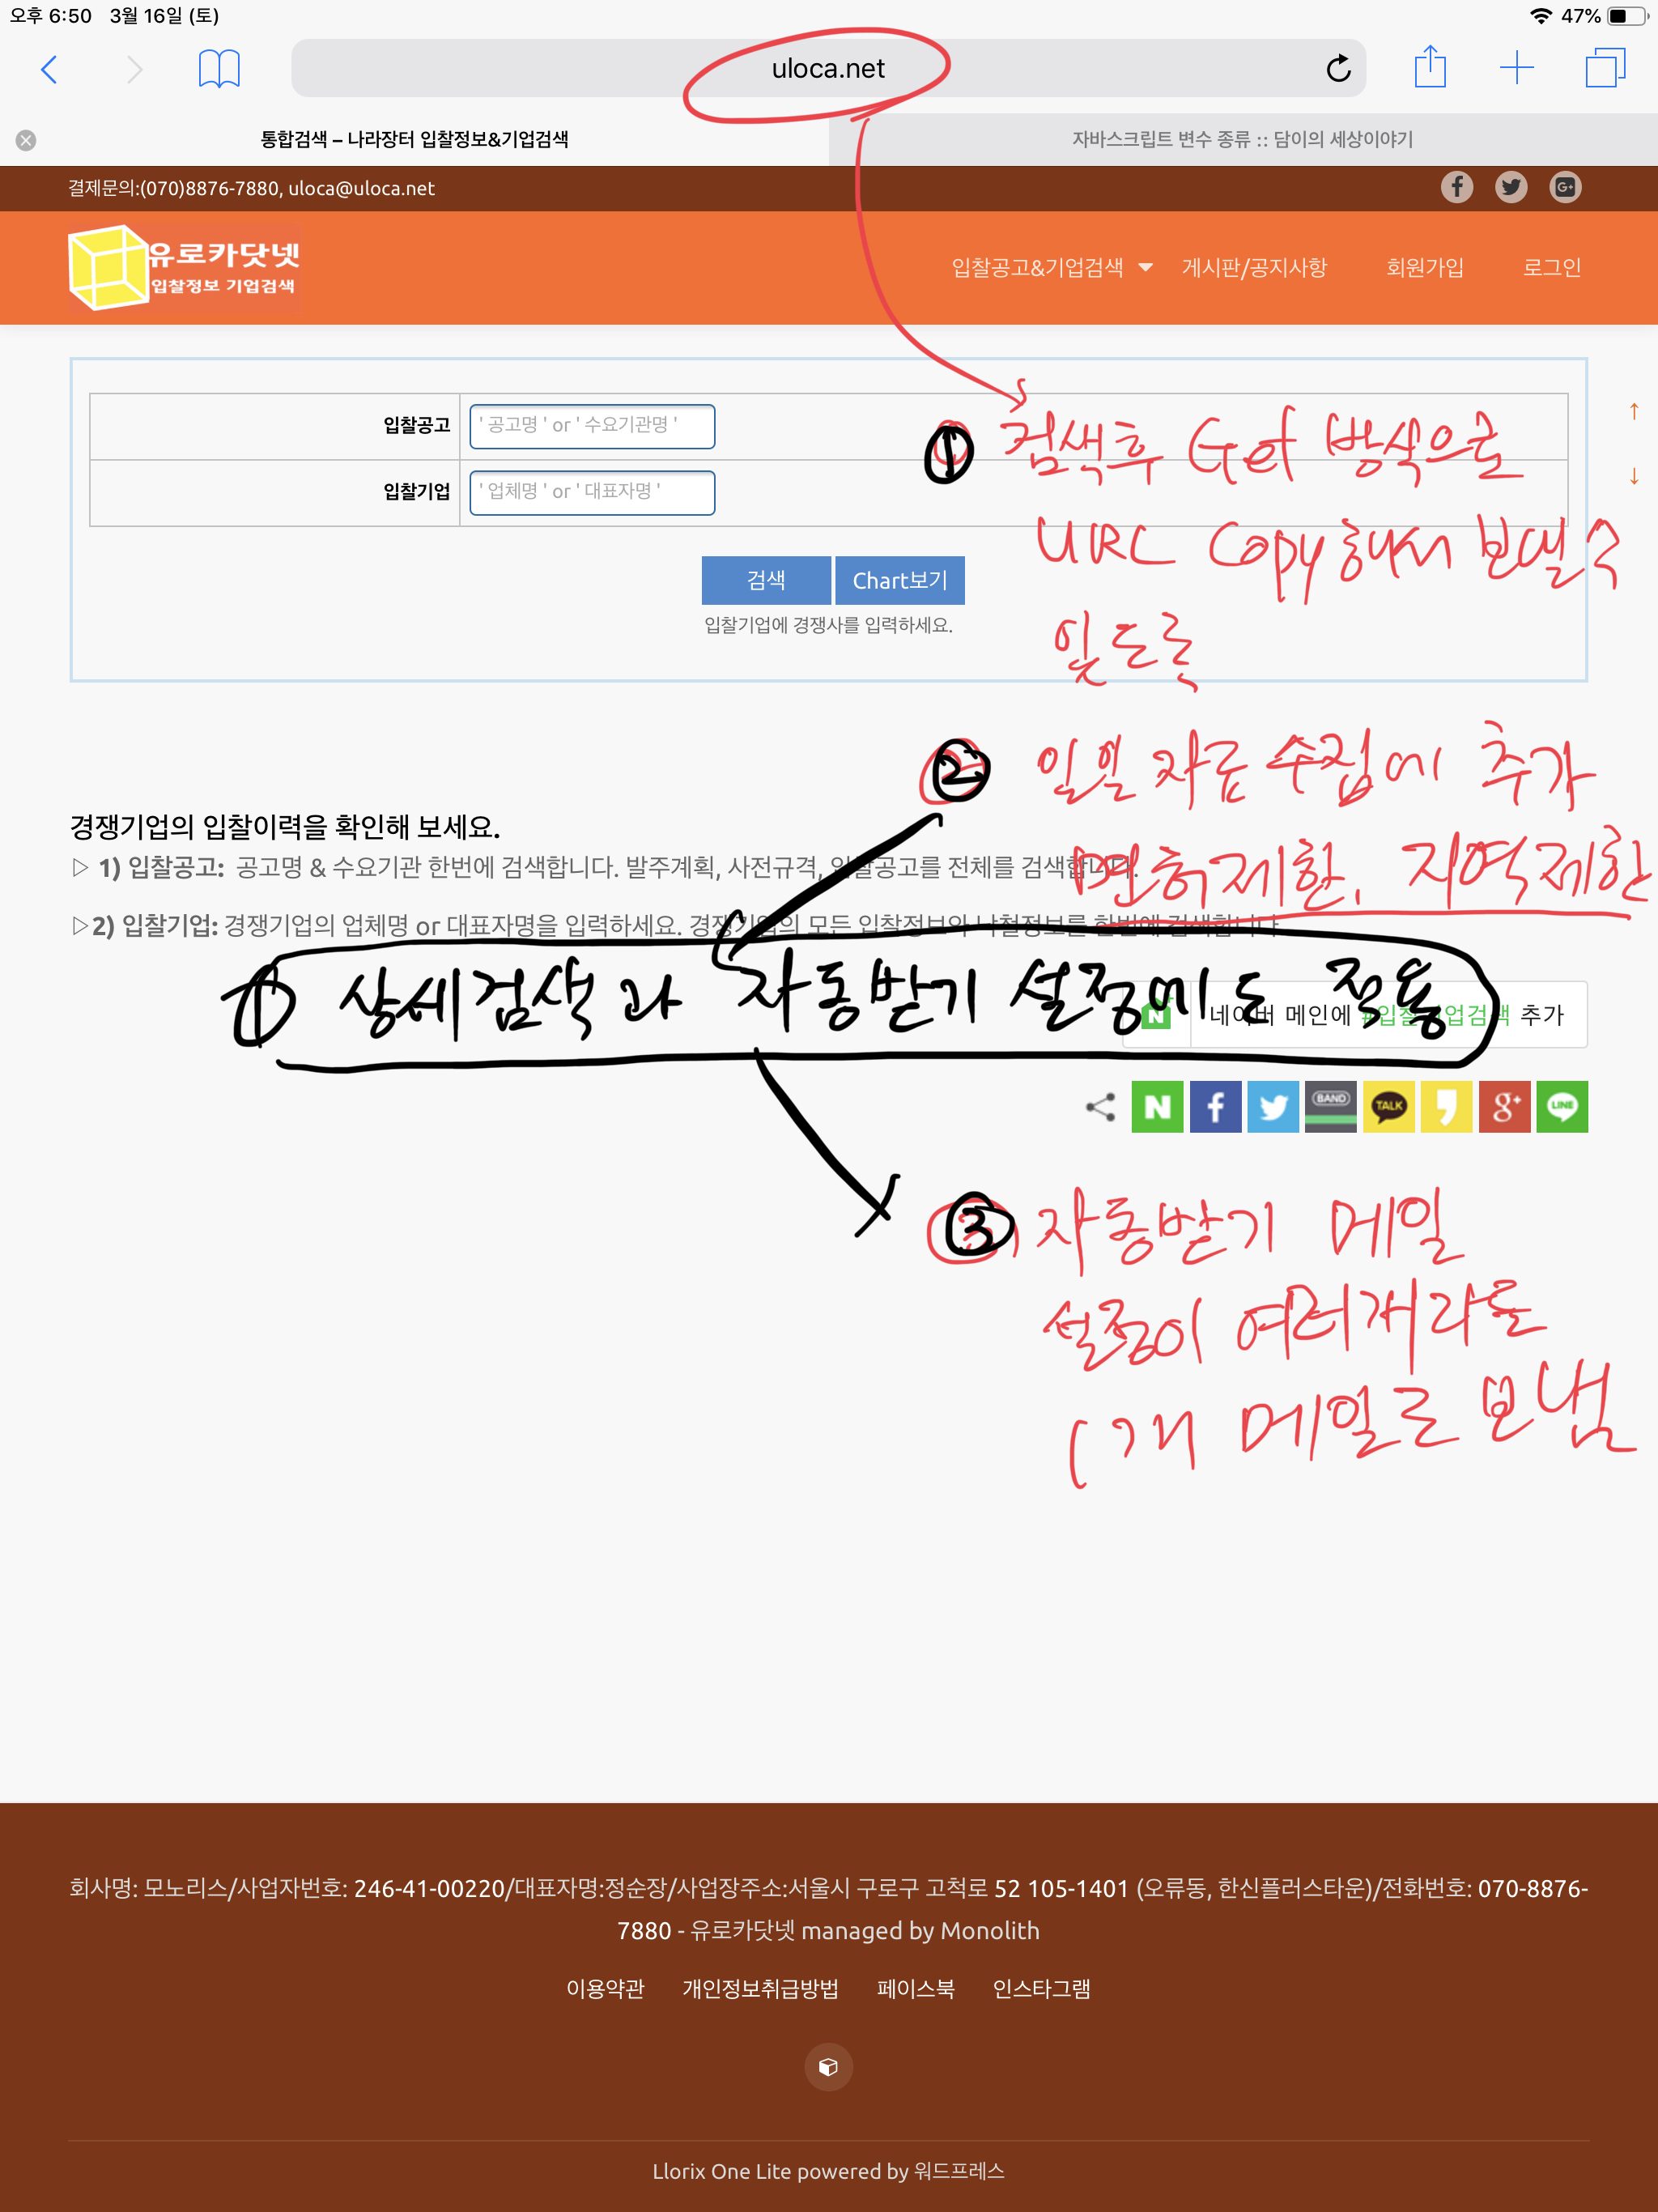 오후 6:50 3월 16일 (토)
47%
uloca.net
통합검색 – 나라장터 입찰정보&기업검색
자바스크립트 변수 종류 :: 담이의 세상이야기
결제문의:(070)8876-7880, uloca@uloca.net
유로카닷넷
입찰정보 기업검색
입찰공고&기업검색 게시판/공지사항 회원가입 로그인
입찰공고 ' 공고명 ' or ' 수요기관명 '
입찰기업 ' 업체명 ' or ' 대표자명 '
검색 Chart보기
입찰기업에 경쟁사를 입력하세요.
① 검색후 Get 방식으로
URL Copy해서 보낼수
있도록
② 일일 자료 수집에 추가
면허제한, 지역제한
경쟁기업의 입찰이력을 확인해 보세요.
▷ 1) 입찰공고: 공고명 & 수요기관 한번에 검색합니다. 발주계획, 사전규격, 입찰공고를 전체를 검색합니다.
▷2) 입찰기업: 경쟁기업의 업체명 or 대표자명을 입력하세요. 경쟁기업의 모든 입찰정보와 낙찰정보를 한번에 검색합니다
① 상세검색과 자동받기 설정에도 적용
네이버 메인에 #입찰기업검색 추가
N
BAND
TALK
g+
LINE
③ 자동받기 메일
설정이 여러개라도
1개 메일로 보냄
회사명: 모노리스/사업자번호: 246-41-00220/대표자명:정순장/사업장주소:서울시 구로구 고척로 52 105-1401 (오류동, 한신플러스타운)/전화번호: 070-8876-
7880 - 유로카닷넷 managed by Monolith
이용약관 개인정보취급방법 페이스북 인스타그램
Llorix One Lite powered by 워드프레스